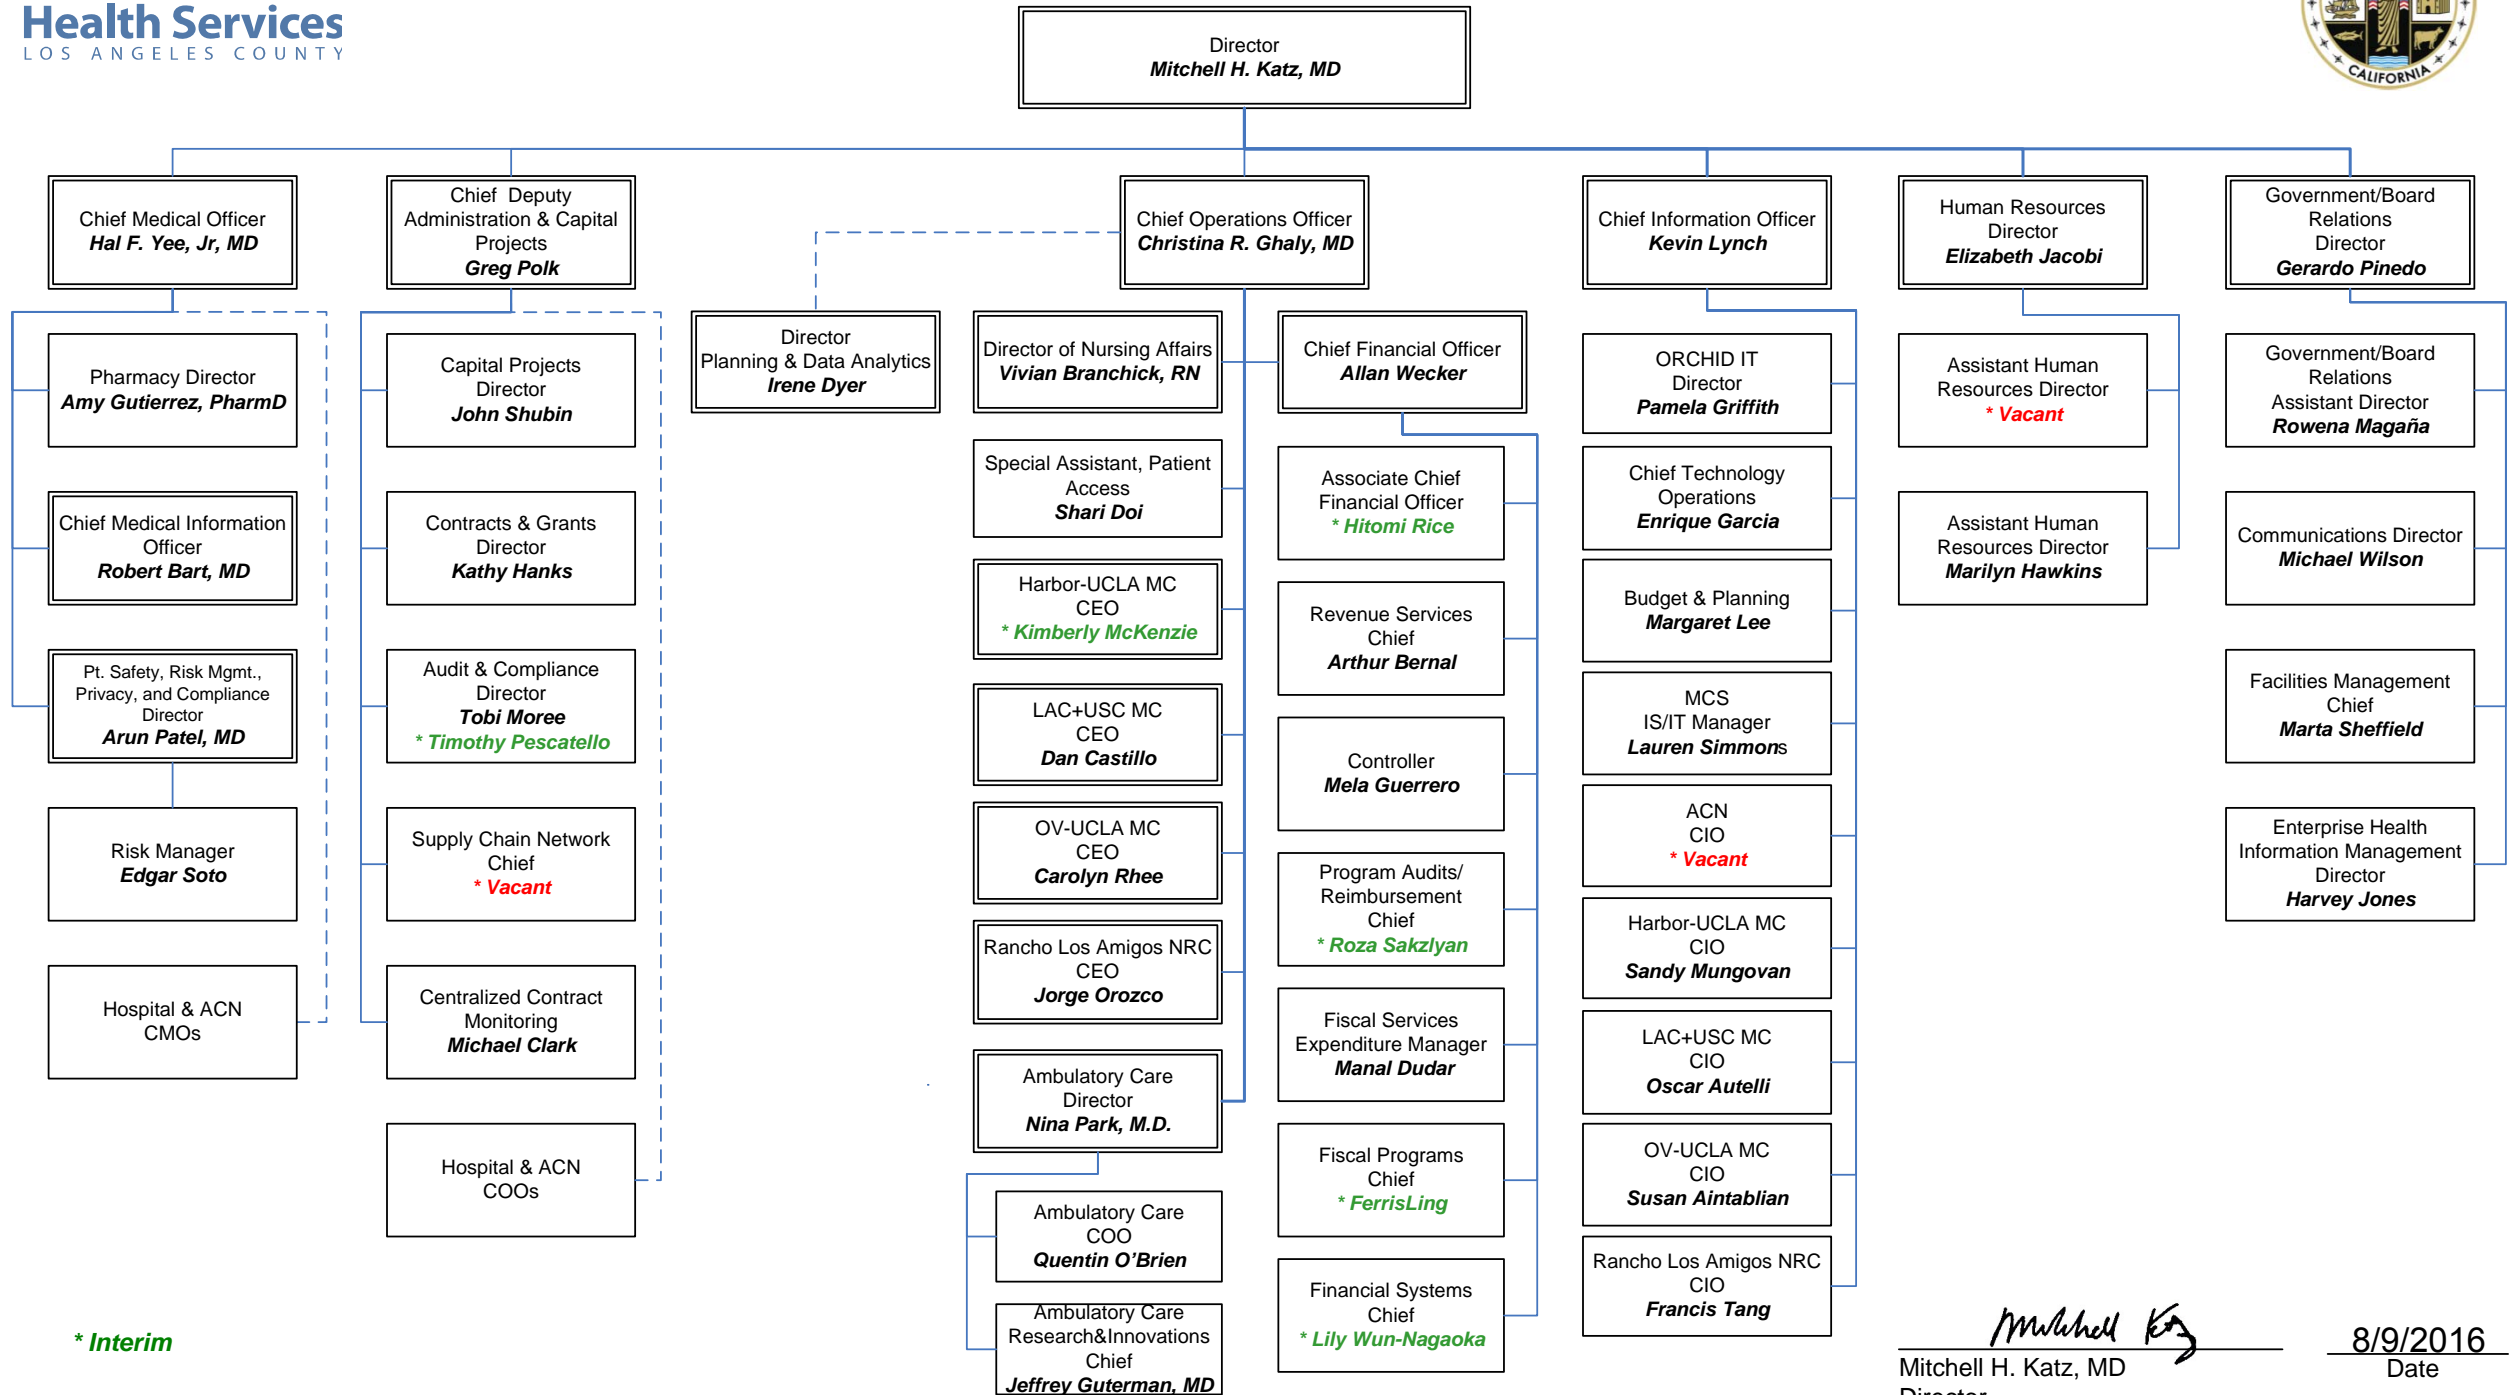 Health Services
LOS ANGELES COUNTY
CALIFORNIA
Director
Mitchell H. Katz, MD
Chief Medical Officer
Hal F. Yee, Jr, MD
Chief Deputy
Administration & Capital
Projects
Greg Polk
Chief Operations Officer
Christina R. Ghaly, MD
Chief Information Officer
Kevin Lynch
Human Resources
Director
Elizabeth Jacobi
Government/Board
Relations
Director
Gerardo Pinedo
Pharmacy Director
Amy Gutierrez, PharmD
Chief Medical Information
Officer
Robert Bart, MD
Pt. Safety, Risk Mgmt.,
Privacy, and Compliance
Director
Arun Patel, MD
Risk Manager
Edgar Soto
Hospital & ACN
CMOs
Capital Projects
Director
John Shubin
Contracts & Grants
Director
Kathy Hanks
Audit & Compliance
Director
Tobi Moree
* Timothy Pescatello
Supply Chain Network
Chief
* Vacant
Centralized Contract
Monitoring
Michael Clark
Hospital & ACN
COOs
Director
Planning & Data Analytics
Irene Dyer
Director of Nursing Affairs
Vivian Branchick, RN
Special Assistant, Patient
Access
Shari Doi
Harbor-UCLA MC
CEO
* Kimberly McKenzie
LAC+USC MC
CEO
Dan Castillo
OV-UCLA MC
CEO
Carolyn Rhee
Rancho Los Amigos NRC
CEO
Jorge Orozco
Ambulatory Care
Director
Nina Park, M.D.
Ambulatory Care
COO
Quentin O’Brien
Ambulatory Care
Research&Innovations
Chief
Jeffrey Guterman, MD
Chief Financial Officer
Allan Wecker
Associate Chief
Financial Officer
* Hitomi Rice
Revenue Services
Chief
Arthur Bernal
Controller
Mela Guerrero
Program Audits/
Reimbursement
Chief
* Roza Sakzlyan
Fiscal Services
Expenditure Manager
Manal Dudar
Fiscal Programs
Chief
* FerrisLing
Financial Systems
Chief
* Lily Wun-Nagaoka
ORCHID IT
Director
Pamela Griffith
Chief Technology
Operations
Enrique Garcia
Budget & Planning
Margaret Lee
MCS
IS/IT Manager
Lauren Simmons
ACN
CIO
* Vacant
Harbor-UCLA MC
CIO
Sandy Mungovan
LAC+USC MC
CIO
Oscar Autelli
OV-UCLA MC
CIO
Susan Aintablian
Rancho Los Amigos NRC
CIO
Francis Tang
Assistant Human
Resources Director
* Vacant
Assistant Human
Resources Director
Marilyn Hawkins
Government/Board
Relations
Assistant Director
Rowena Magaña
Communications Director
Michael Wilson
Facilities Management
Chief
Marta Sheffield
Enterprise Health
Information Management
Director
Harvey Jones
* Interim
Mitchell Katz
8/9/2016
Mitchell H. Katz, MD
Date
Director